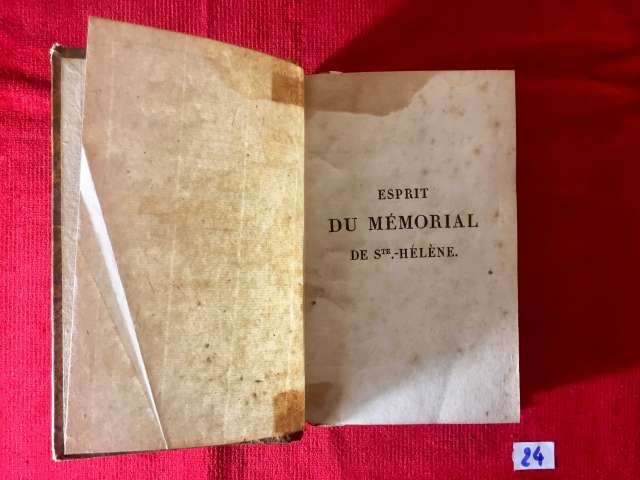 ESPRIT
DU MÉMORIAL
DE STE.-HÉLÈNE.
24